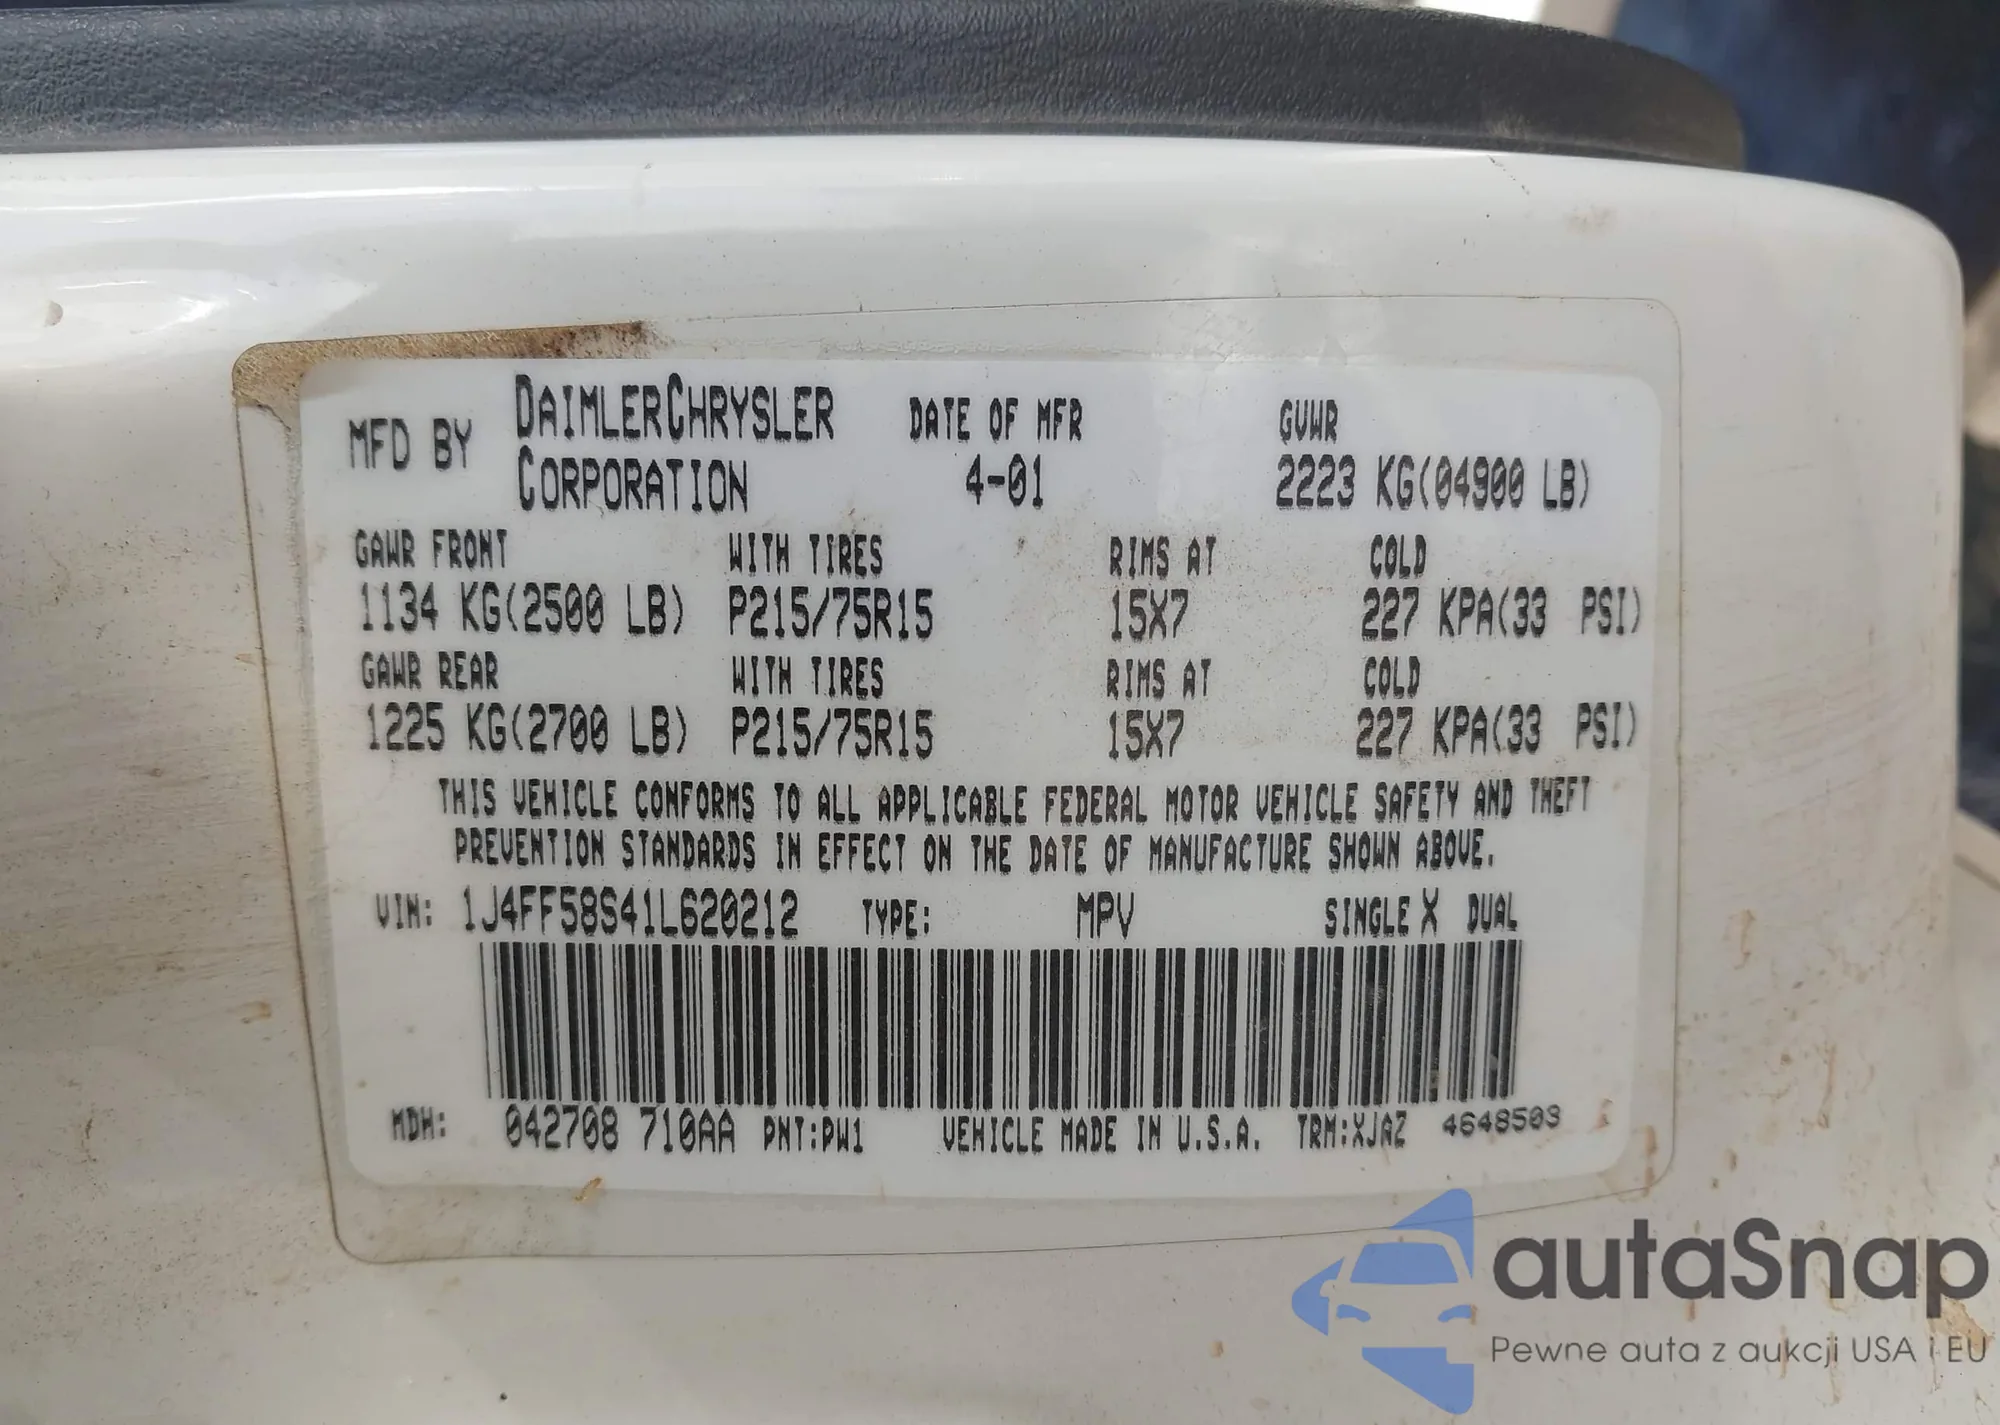 MFD BY DAIMLERCHRYSLER CORPORATION DATE OF MFR 4-01 GVWR 2223 KG(04900 LB)
GAWR FRONT WITH TIRES RIMS AT COLD
1134 KG(2500 LB) P215/75R15 15X7 227 KPA(33 PSI)
GAWR REAR WITH TIRES RIMS AT COLD
1225 KG(2700 LB) P215/75R15 15X7 227 KPA(33 PSI)
THIS VEHICLE CONFORMS TO ALL APPLICABLE FEDERAL MOTOR VEHICLE SAFETY AND THEFT
PREVENTION STANDARDS IN EFFECT ON THE DATE OF MANUFACTURE SHOWN ABOVE.
VIN: 1J4FF58S41L620212 TYPE: MPV SINGLE X DUAL
MDH: 042708 710AA PNT:PW1 VEHICLE MADE IN U.S.A. TRM:XJAZ 4648503
autaSnap
Pewne auta z aukcji USA i EU